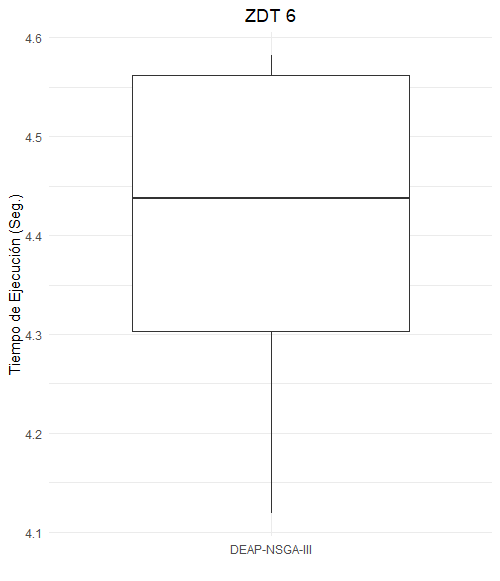 ZDT 6
Tiempo de Ejecución (Seg.)
4.6
4.5
4.4
4.3
4.2
4.1
DEAP-NSGA-III